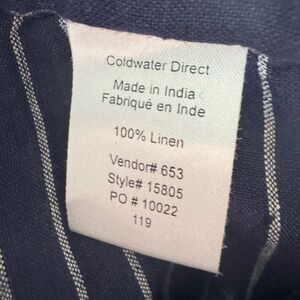 Coldwater Direct
Made in India
Fabriqué en Inde
100% Linen
Vendor# 653
Style# 15805
PO # 10022
119